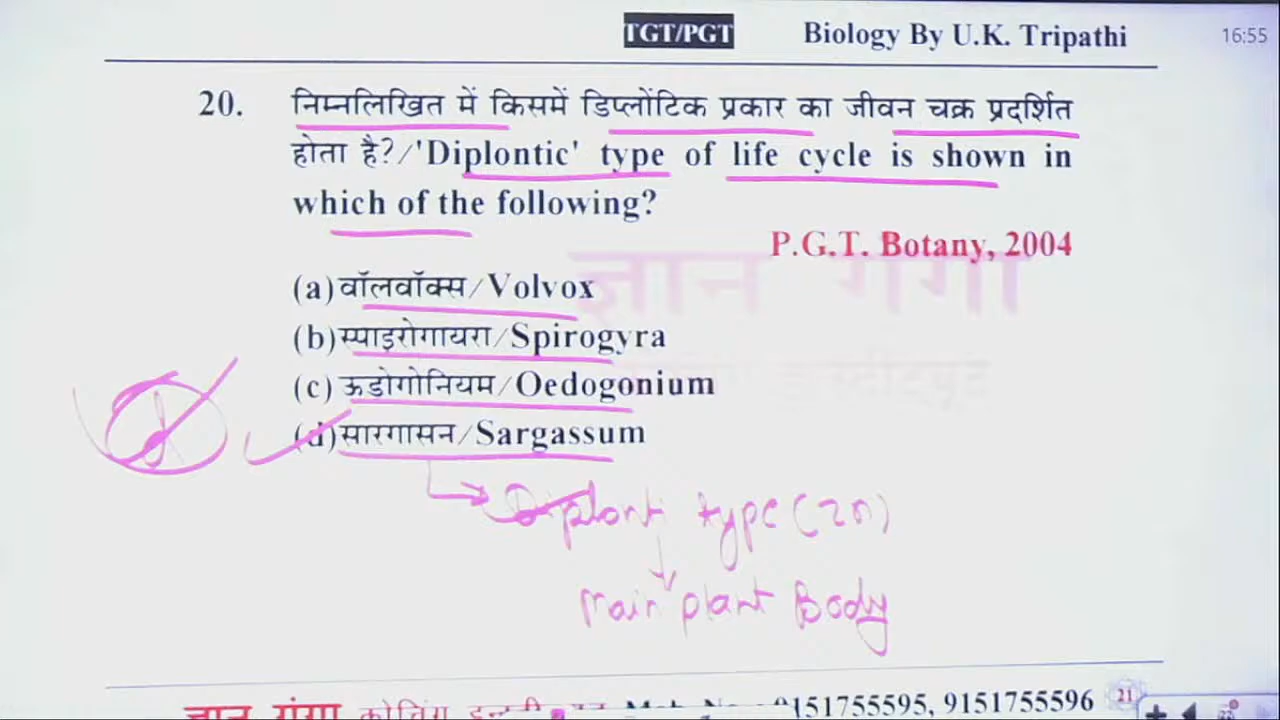 TGT/PGT Biology By U.K. Tripathi 16:55
20. निम्नलिखित में किसमें डिप्लोंटिक प्रकार का जीवन चक्र प्रदर्शित
होता है?/'Diplontic' type of life cycle is shown in
which of the following?
P.G.T. Botany, 2004
ज्ञान गंगा
(a) वॉलवॉक्स/Volvox
(b) स्पाइरोगायरा/Spirogyra
(c) ऊडोगोनियम/Oedogonium
(d) सारगासन/Sargassum
d
Diplonti type (2n)
Main plant Body
ज्ञान गंगा कोचिंग 9151755595, 9151755596 21